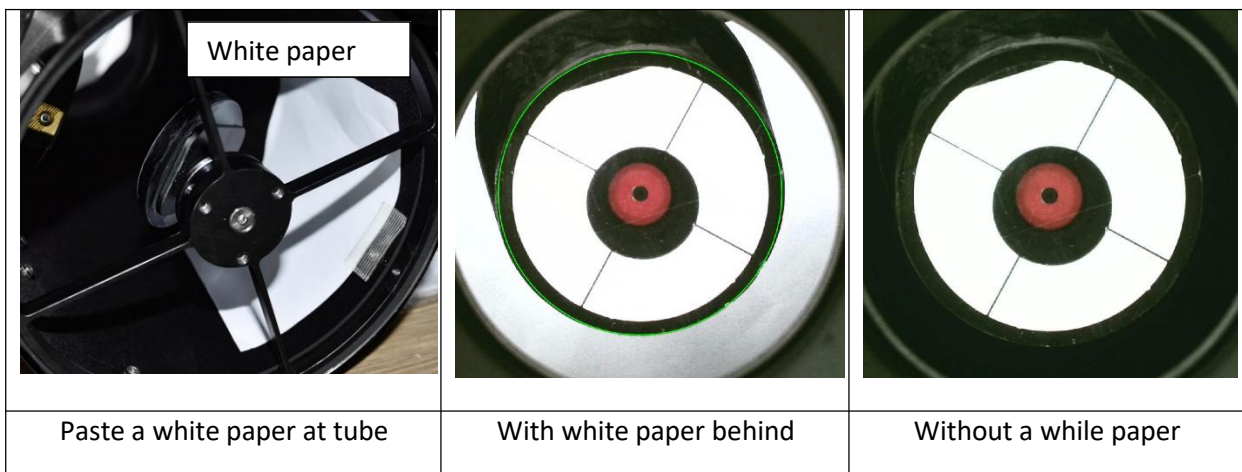 White paper
Paste a white paper at tube
With white paper behind
Without a while paper